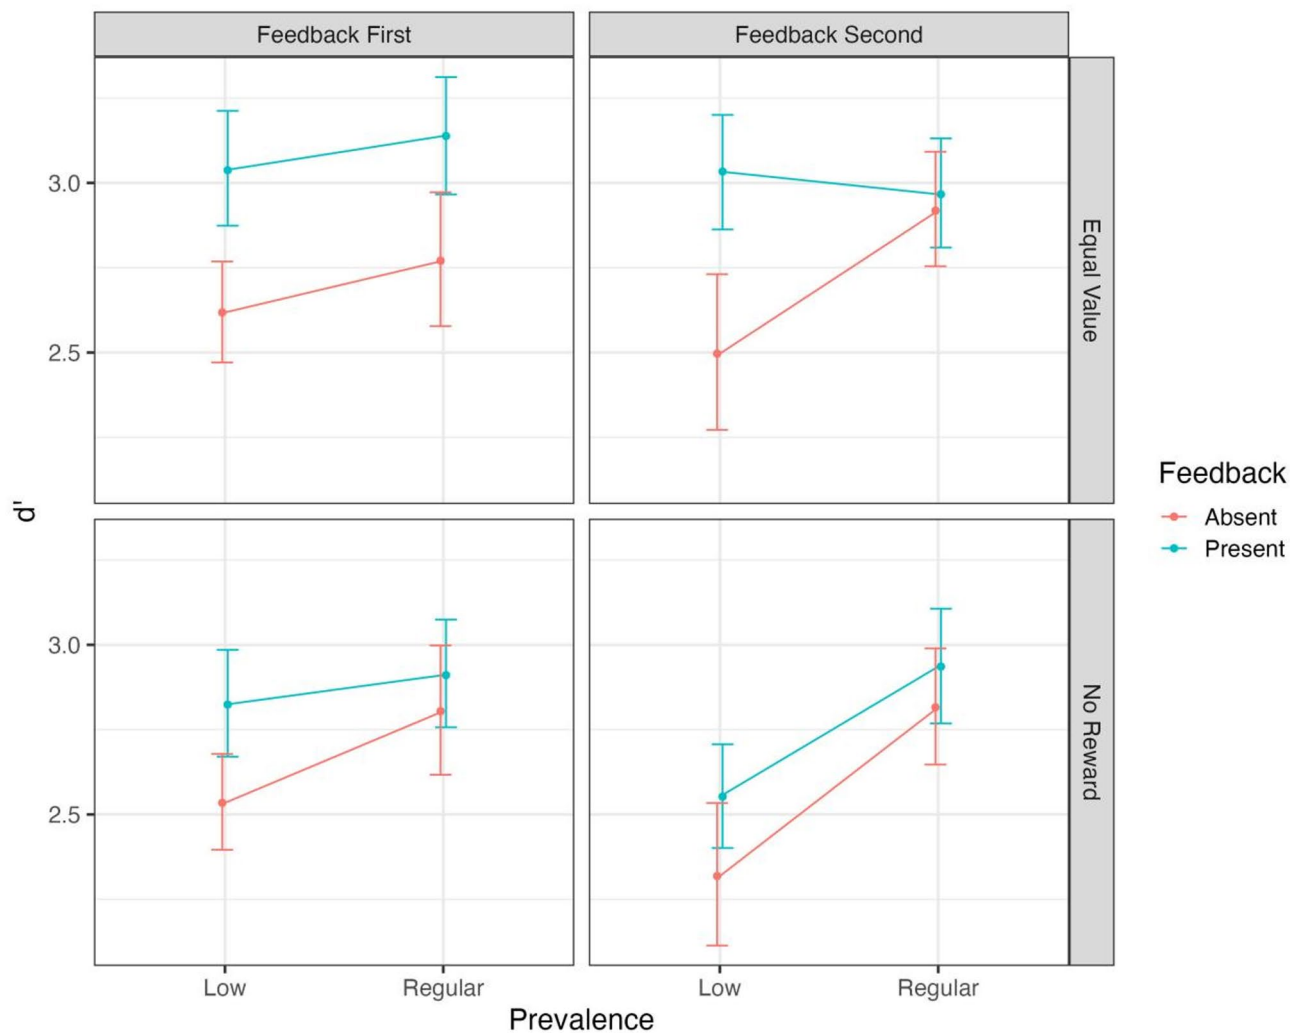 Feedback First
Feedback Second
3.0
2.5
Equal Value
d'
3.0
2.5
No Reward
Low
Regular
Low
Regular
Prevalence
Feedback
Absent
Present